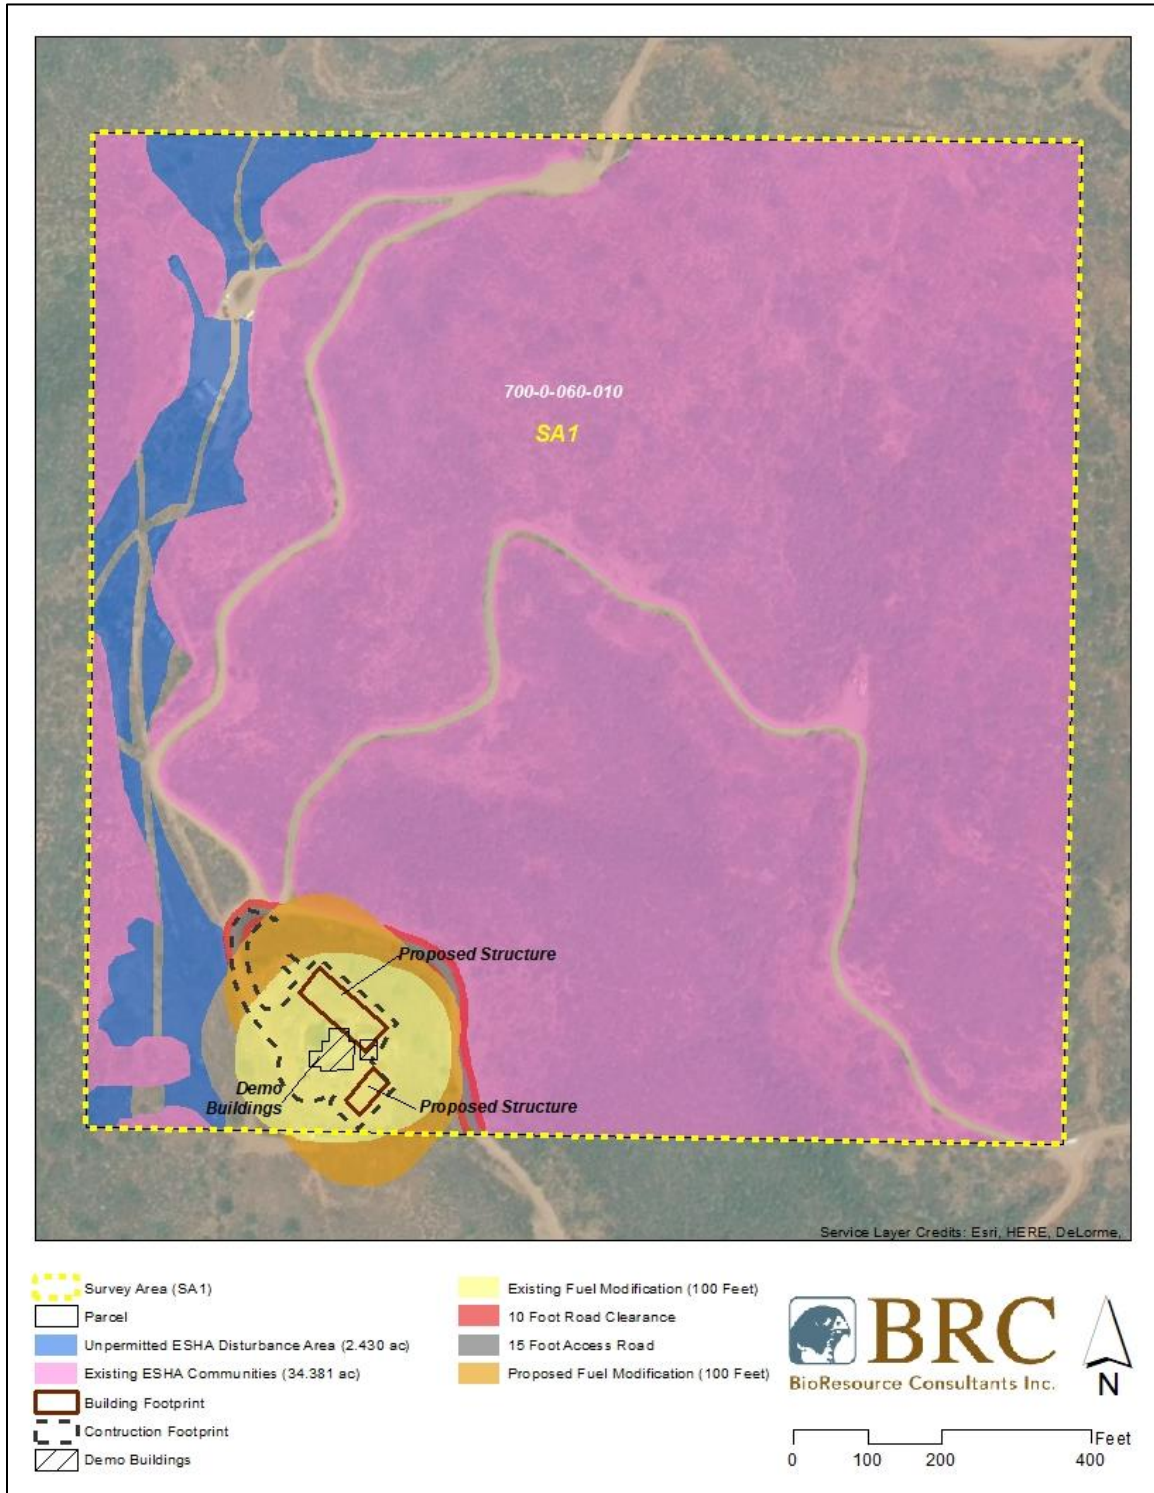 700-0-060-010
SA1
Proposed Structure
Demo
Buildings
Proposed Structure
Service Layer Credits: Esri, HERE, DeLorme,
Survey Area (SA1)
Parcel
Unpermitted ESHA Disturbance Area (2.430 ac)
Existing ESHA Communities (34.381 ac)
Building Footprint
Contruction Footprint
Demo Buildings
Existing Fuel Modification (100 Feet)
10 Foot Road Clearance
15 Foot Access Road
Proposed Fuel Modification (100 Feet)
BRC
BioResource Consultants Inc.
N
Feet
0 100 200 400